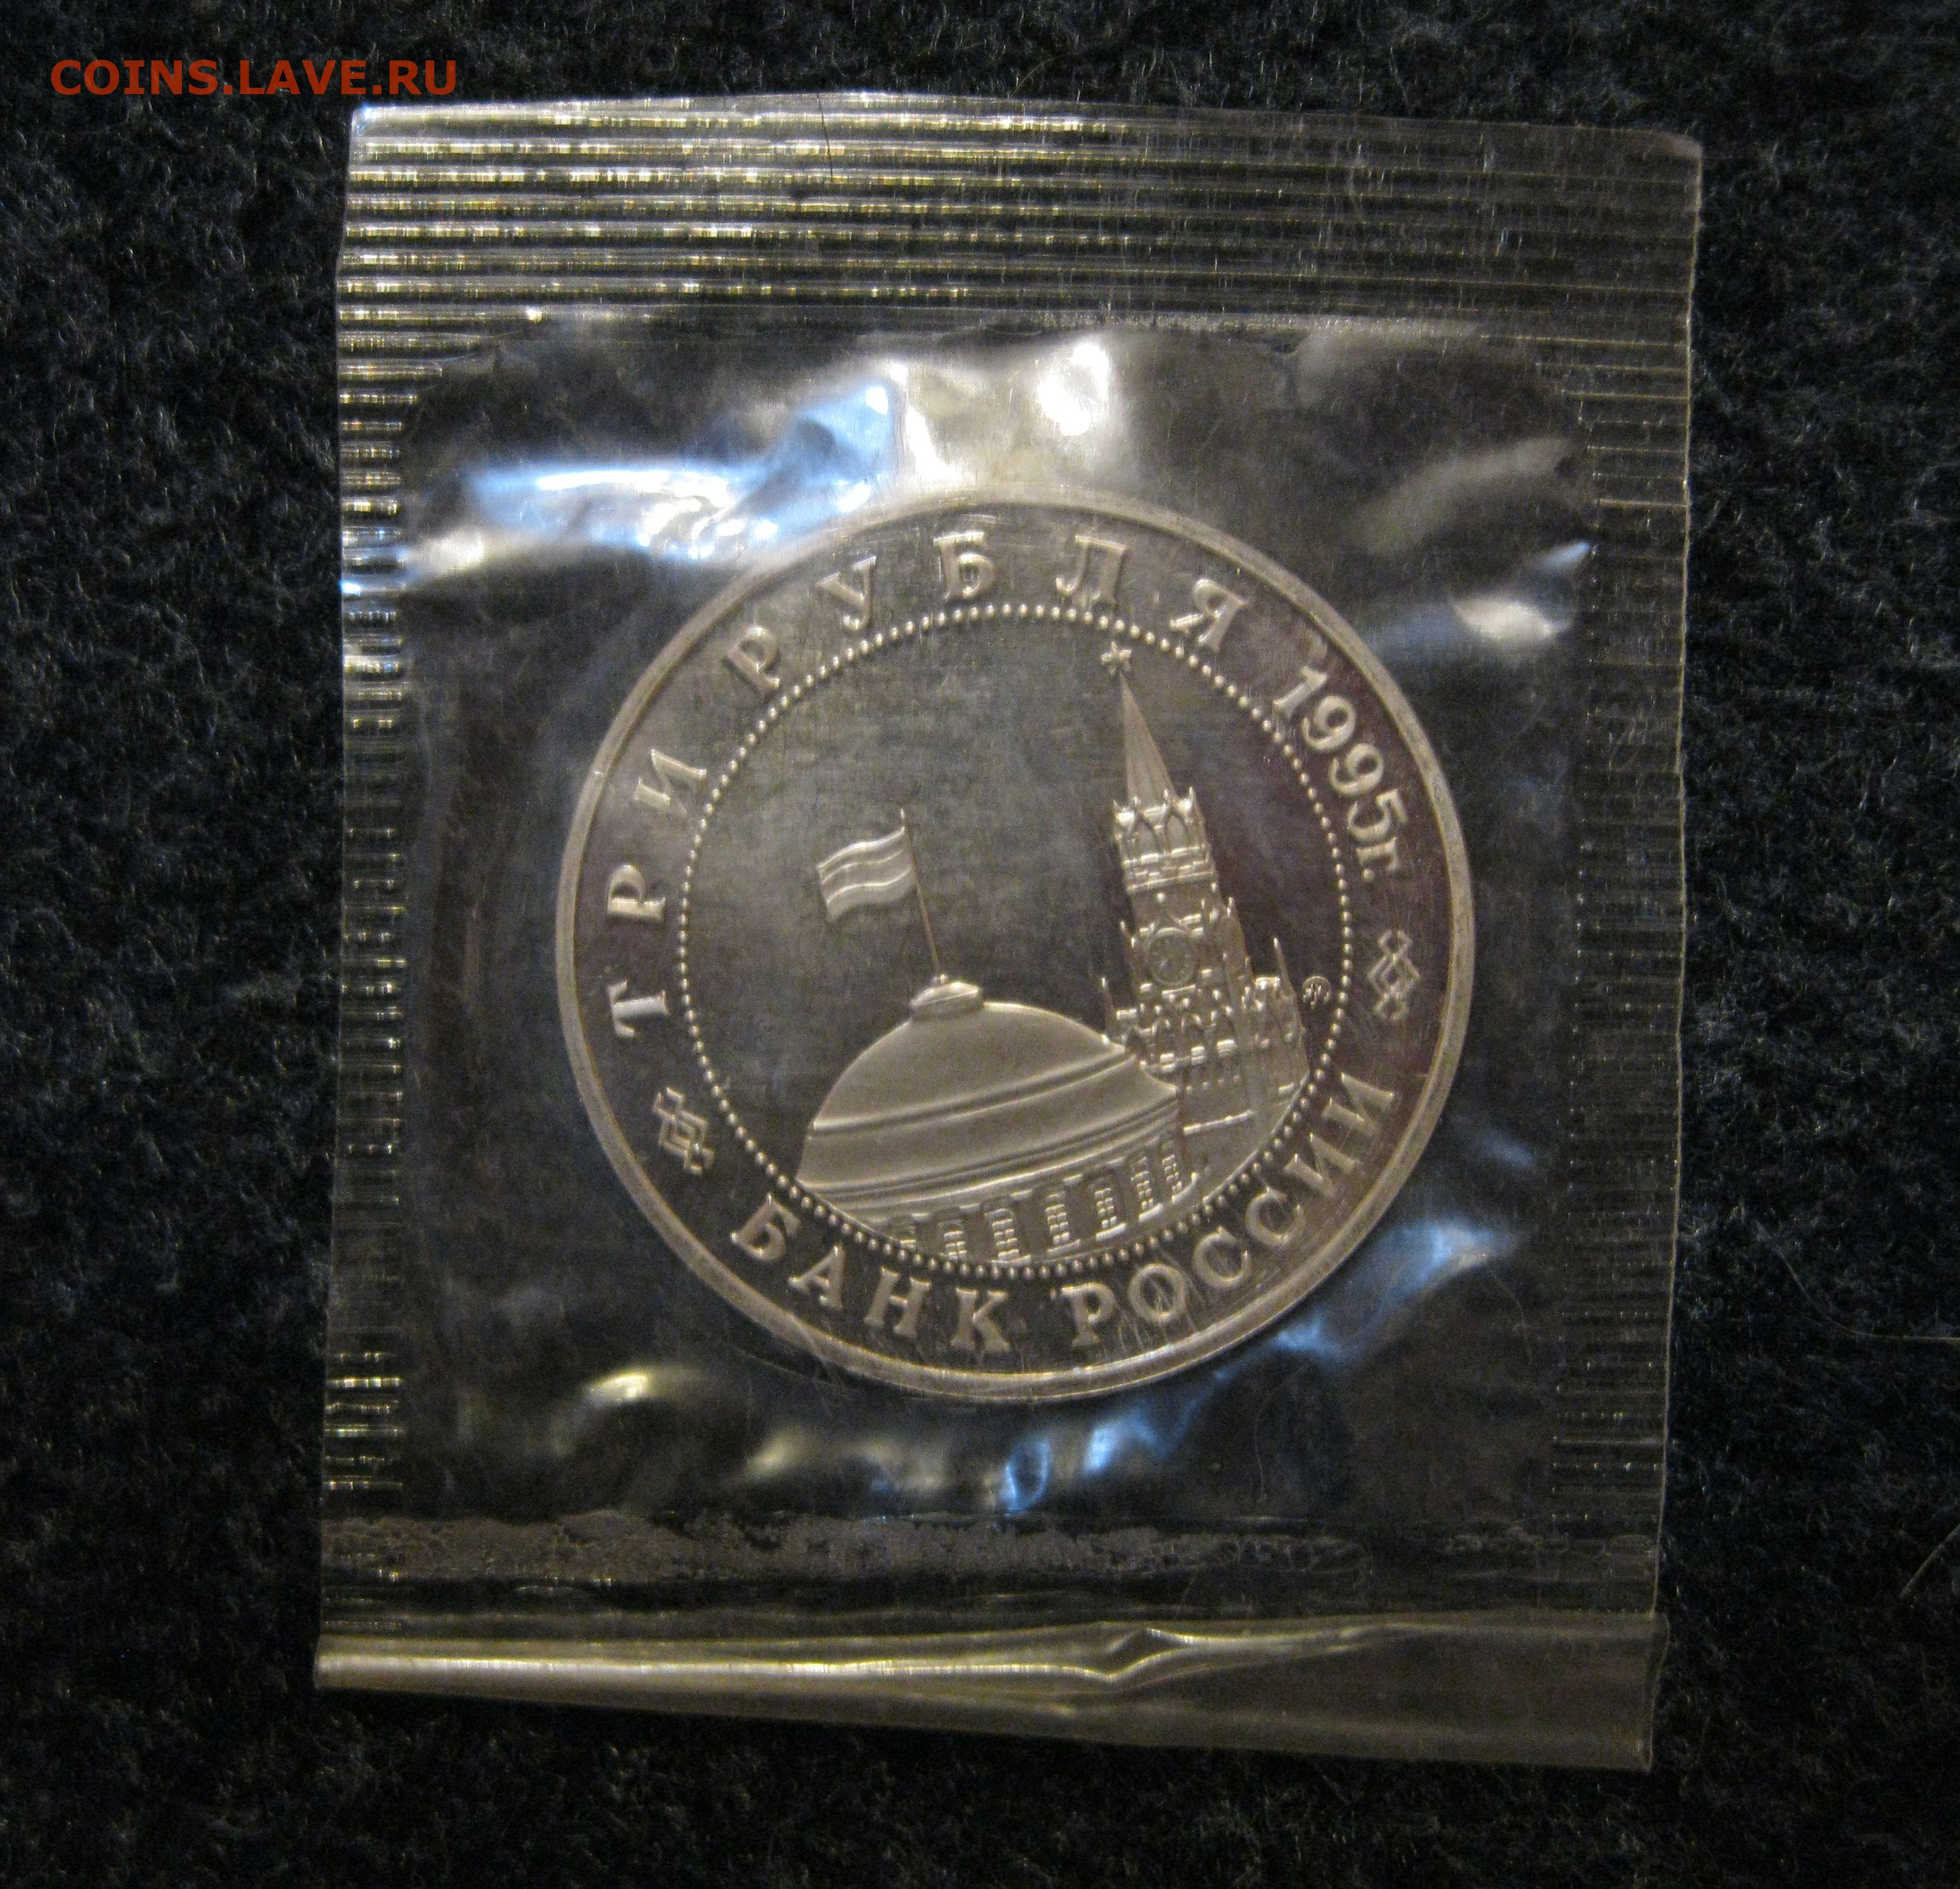 COINS.LAVE.RU
ТРИ РУБЛЯ 1995г.
БАНК РОССИИ